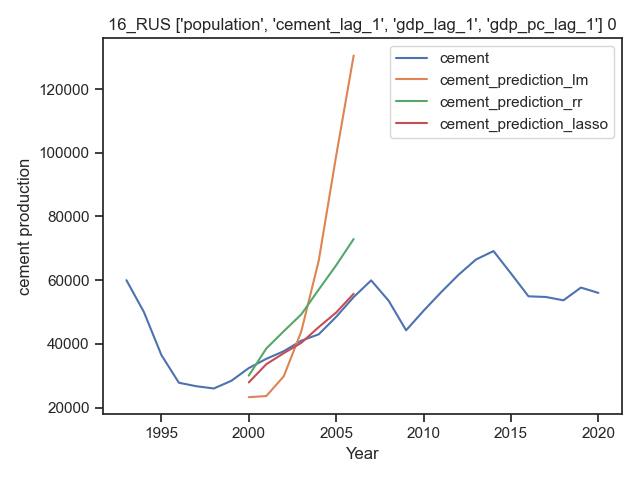 16_RUS ['population', 'cement_lag_1', 'gdp_lag_1', 'gdp_pc_lag_1'] 0
cement
cement_prediction_lm
cement_prediction_rr
cement_prediction_lasso
120000
100000
80000
60000
40000
20000
cement production
1995
2000
2005
2010
2015
2020
Year